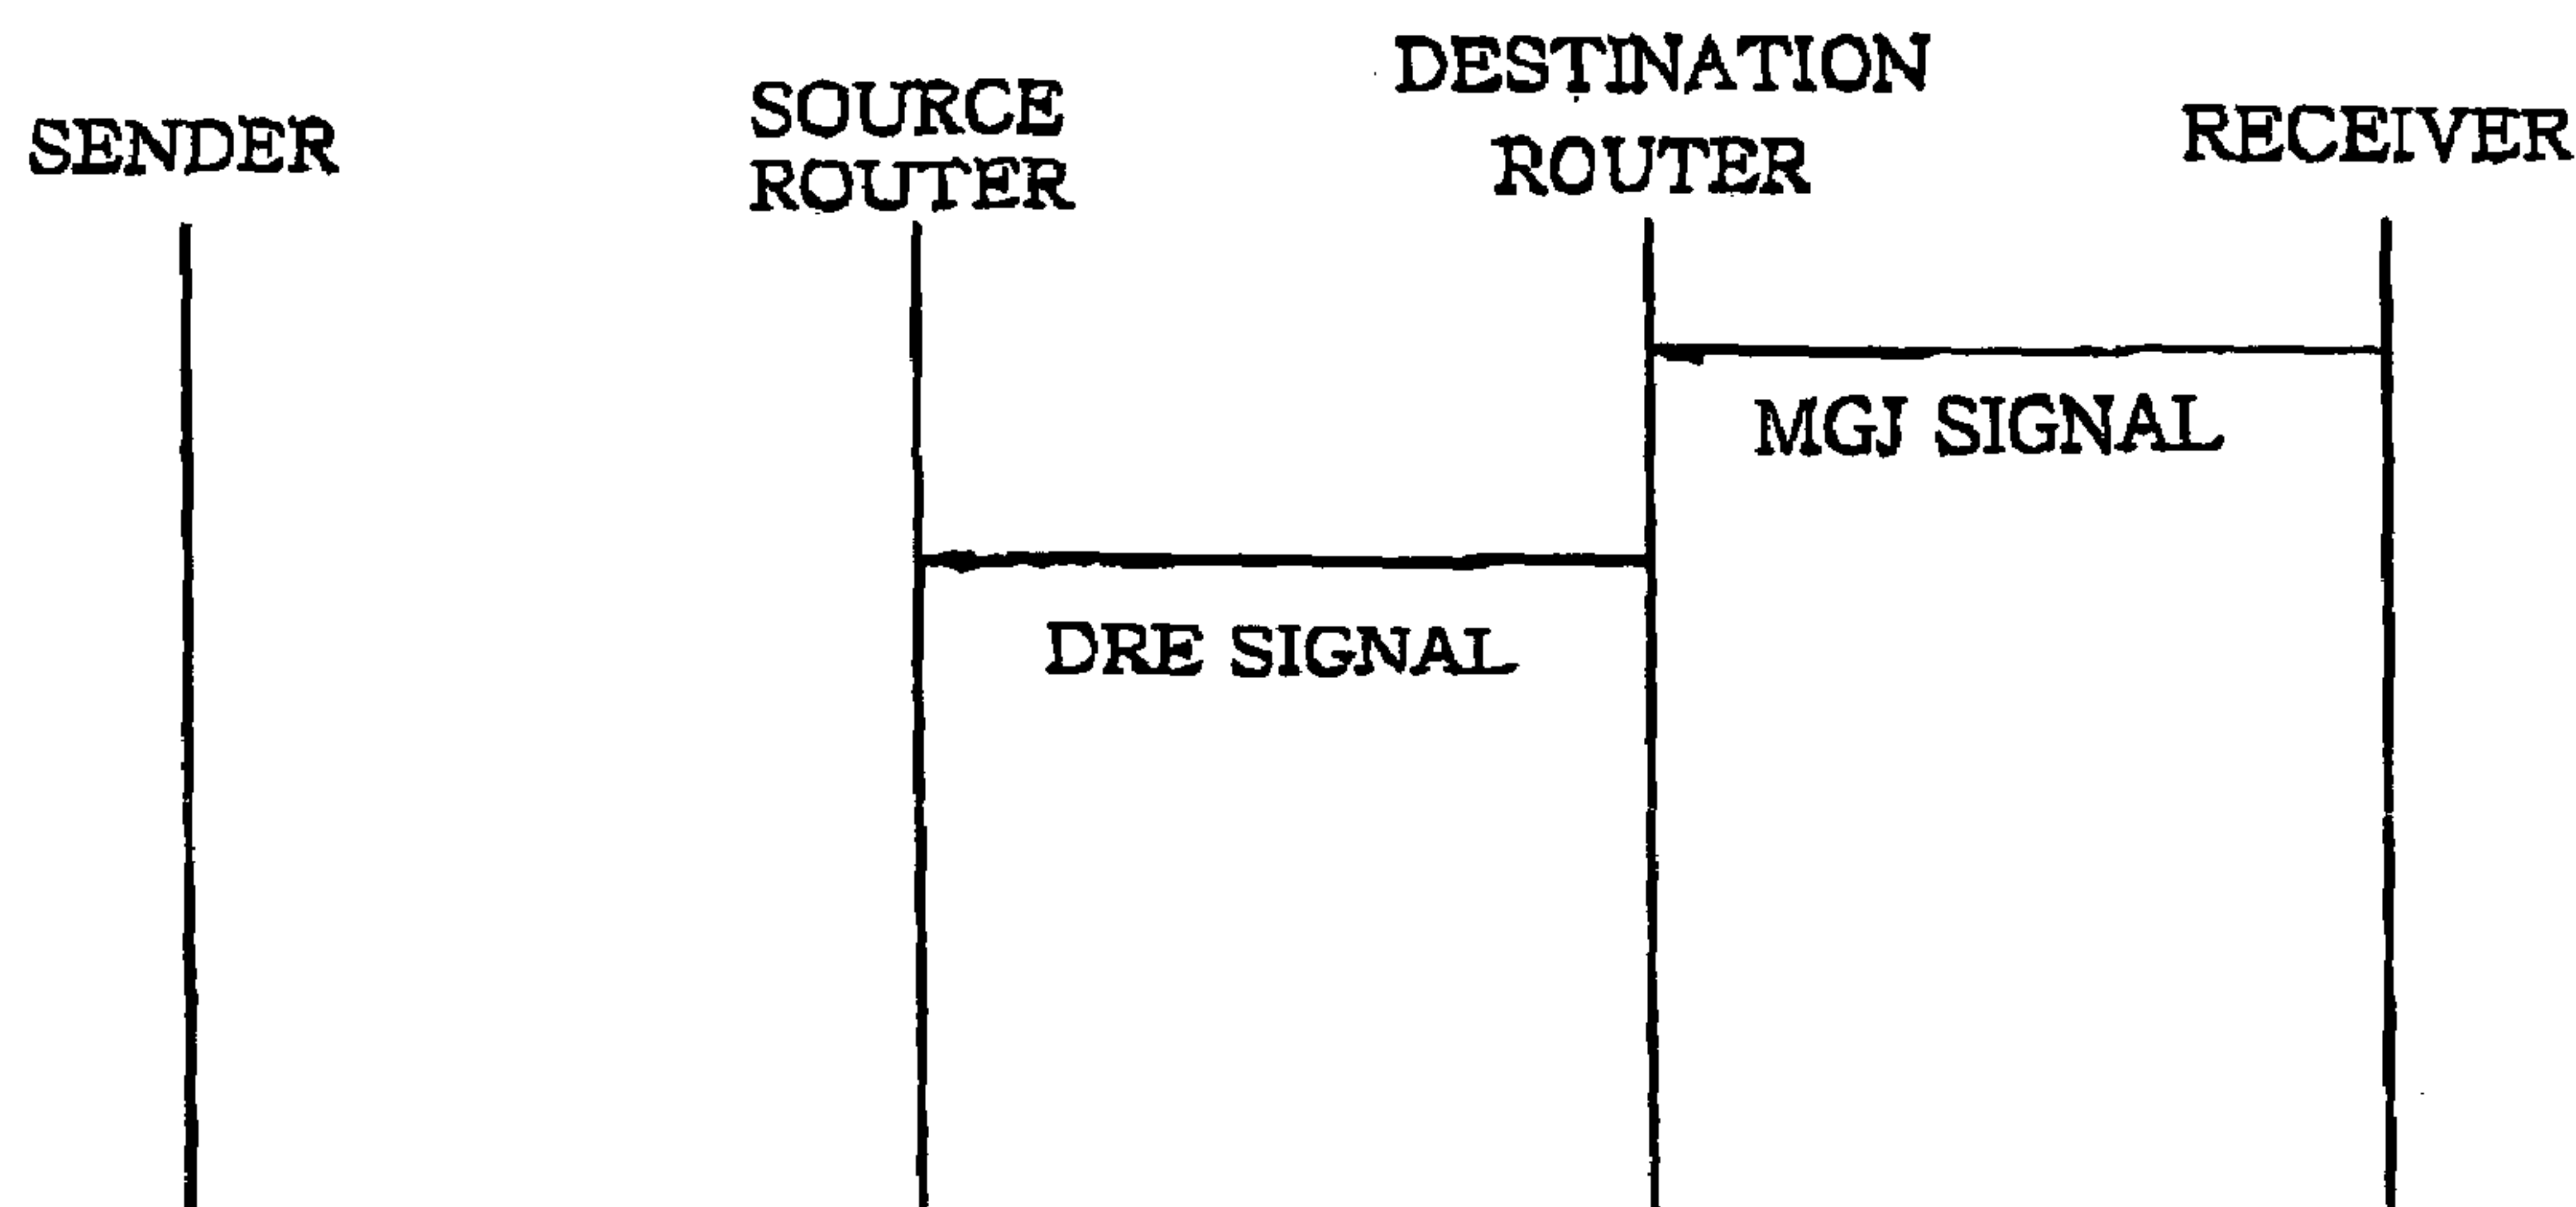 SENDER
SOURCE
ROUTER
DESTINATION
ROUTER
RECEIVER
MGJ SIGNAL
DRE SIGNAL